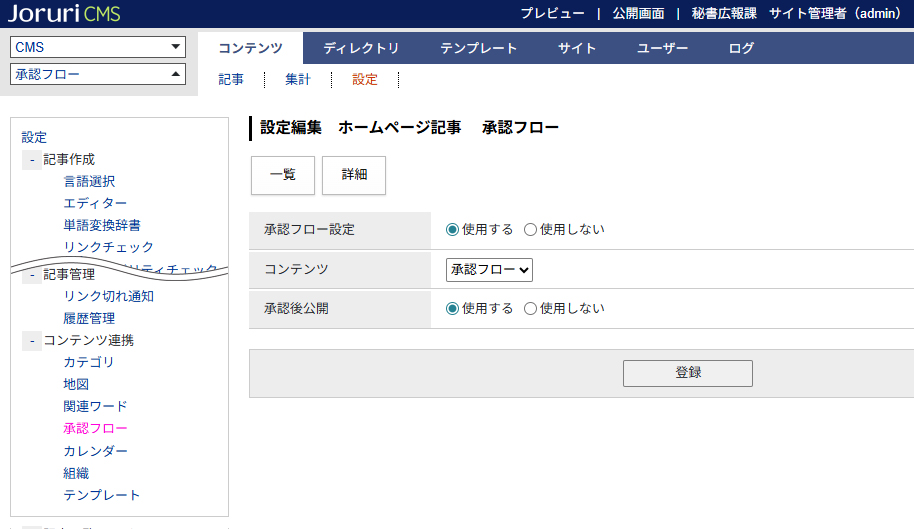 Joruri CMS
プレビュー | 公開画面 | 秘書広報課 サイト管理者（admin）
CMS
承認フロー
コンテンツ ディレクトリ テンプレート サイト ユーザー ログ
記事 集計 設定
設定
- 記事作成
言語選択
エディター
単語変換辞書
リンクチェック
リティチェック
- 記事管理
リンク切れ通知
履歴管理
- コンテンツ連携
カテゴリ
地図
関連ワード
承認フロー
カレンダー
組織
テンプレート
設定編集 ホームページ記事 承認フロー
一覧 詳細
承認フロー設定 使用する 使用しない
コンテンツ 承認フロー
承認後公開 使用する 使用しない
登録